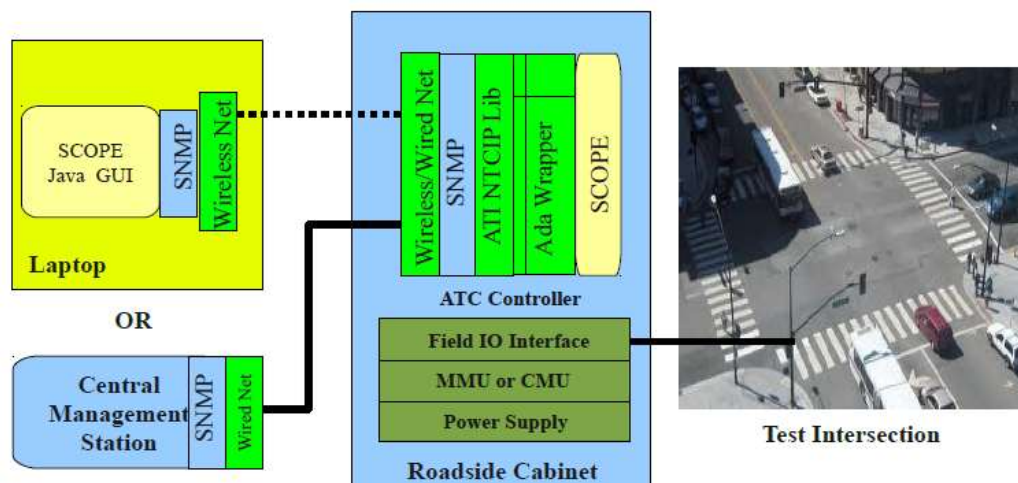 SCOPE
Java GUI
SNMP
Wireless Net
Laptop
OR
Central
Management
Station
SNMP
Wired Net
Wireless/Wired Net
SNMP
ATI NTCIP Lib
Ada Wrapper
SCOPE
ATC Controller
Field IO Interface
MMU or CMU
Power Supply
Roadside Cabinet
Test Intersection